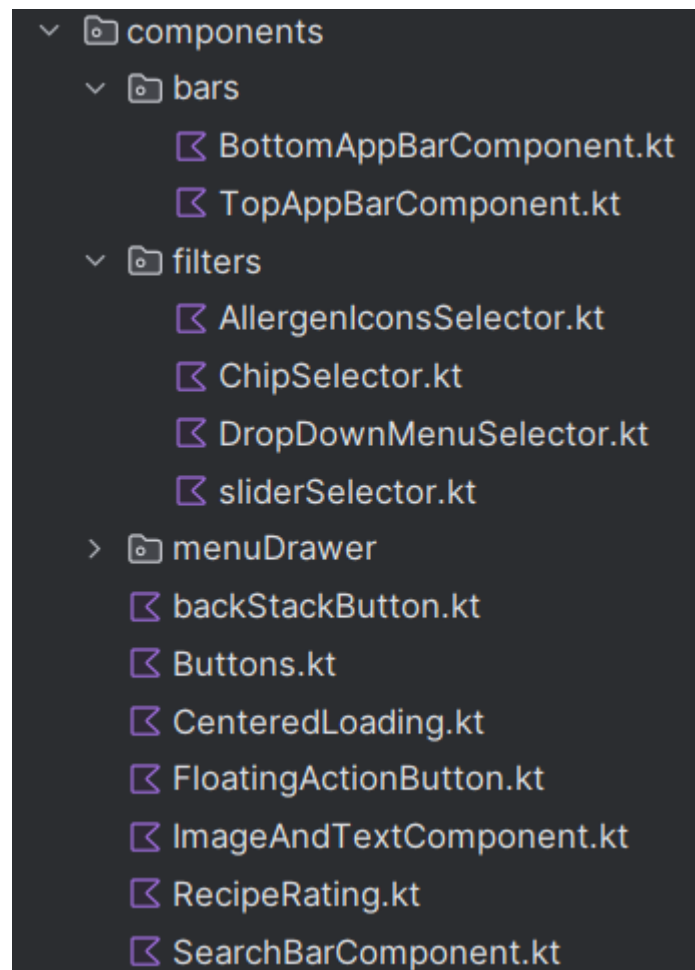 components
bars
BottomAppBarComponent.kt
TopAppBarComponent.kt
filters
AllergenIconsSelector.kt
ChipSelector.kt
DropDownMenuSelector.kt
sliderSelector.kt
menuDrawer
backStackButton.kt
Buttons.kt
CenteredLoading.kt
FloatingActionButton.kt
ImageAndTextComponent.kt
RecipeRating.kt
SearchBarComponent.kt